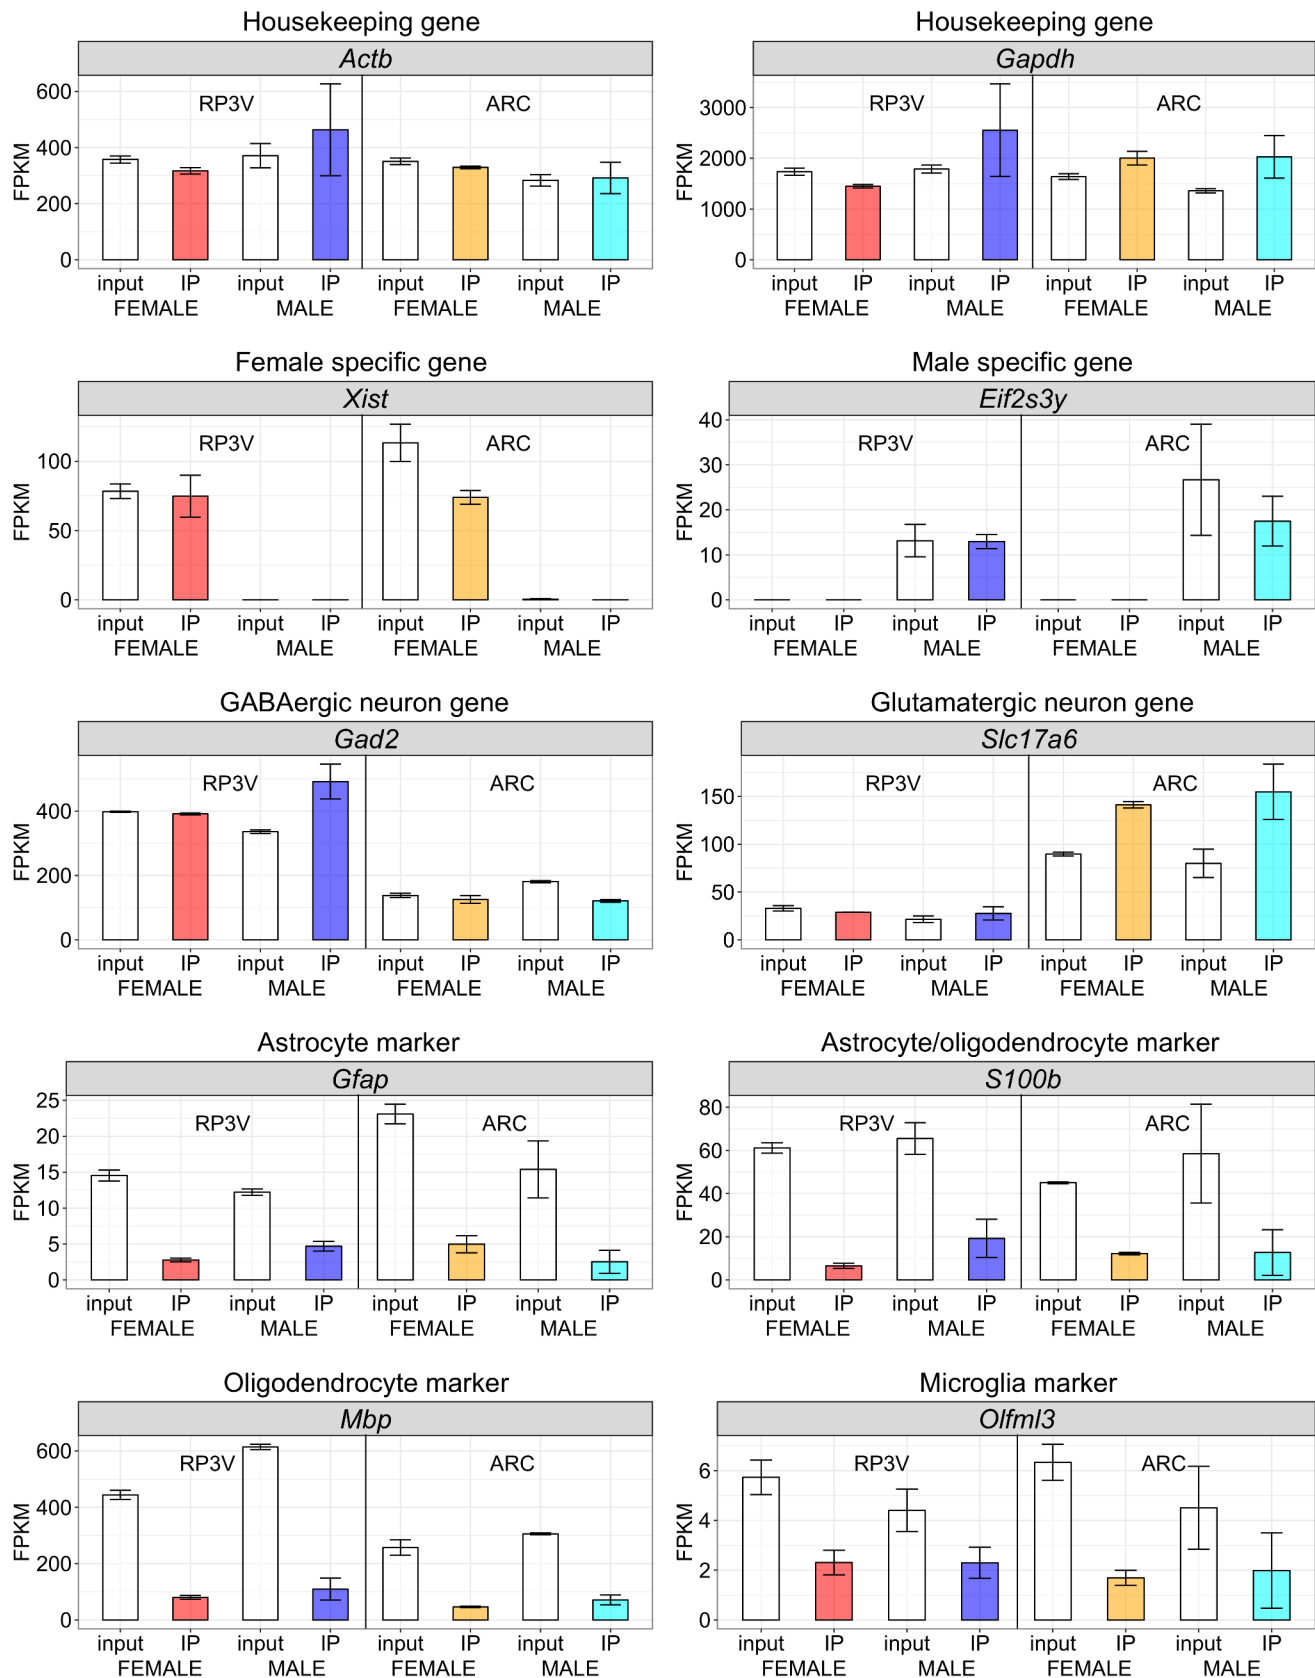 Housekeeping gene
Actb
RP3V ARC
FPKM
600
400
200
0
input IP input IP input IP input IP
FEMALE MALE FEMALE MALE
Housekeeping gene
Gapdh
RP3V ARC
FPKM
3000
2000
1000
0
input IP input IP input IP input IP
FEMALE MALE FEMALE MALE
Female specific gene
Xist
RP3V ARC
FPKM
100
50
0
input IP input IP input IP input IP
FEMALE MALE FEMALE MALE
Male specific gene
Eif2s3y
RP3V ARC
FPKM
40
30
20
10
0
input IP input IP input IP input IP
FEMALE MALE FEMALE MALE
GABAergic neuron gene
Gad2
RP3V ARC
FPKM
400
200
0
input IP input IP input IP input IP
FEMALE MALE FEMALE MALE
Glutamatergic neuron gene
Slc17a6
RP3V ARC
FPKM
150
100
50
0
input IP input IP input IP input IP
FEMALE MALE FEMALE MALE
Astrocyte marker
Gfap
RP3V ARC
FPKM
25
20
15
10
5
0
input IP input IP input IP input IP
FEMALE MALE FEMALE MALE
Astrocyte/oligodendrocyte marker
S100b
RP3V ARC
FPKM
80
60
40
20
0
input IP input IP input IP input IP
FEMALE MALE FEMALE MALE
Oligodendrocyte marker
Mbp
RP3V ARC
FPKM
600
400
200
0
input IP input IP input IP input IP
FEMALE MALE FEMALE MALE
Microglia marker
Olfml3
RP3V ARC
FPKM
6
4
2
0
input IP input IP input IP input IP
FEMALE MALE FEMALE MALE